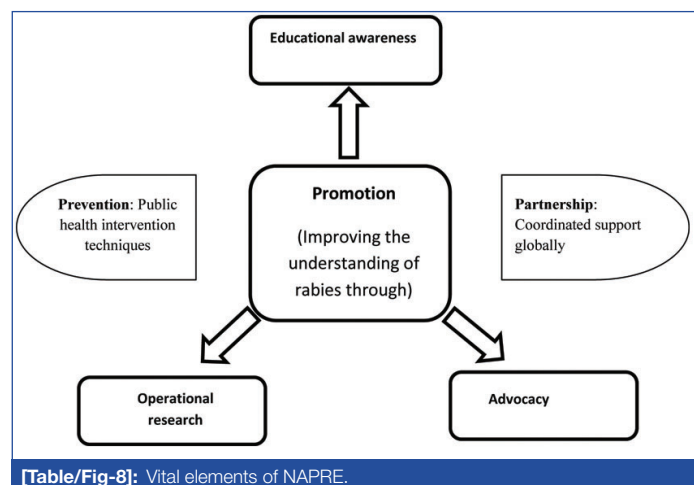 Educational awareness
Prevention: Public
health intervention
techniques
Promotion
(Improving the
understanding of
rabies through)
Partnership:
Coordinated support
globally
Operational
research
Advocacy
[Table/Fig-8]: Vital elements of NAPRE.